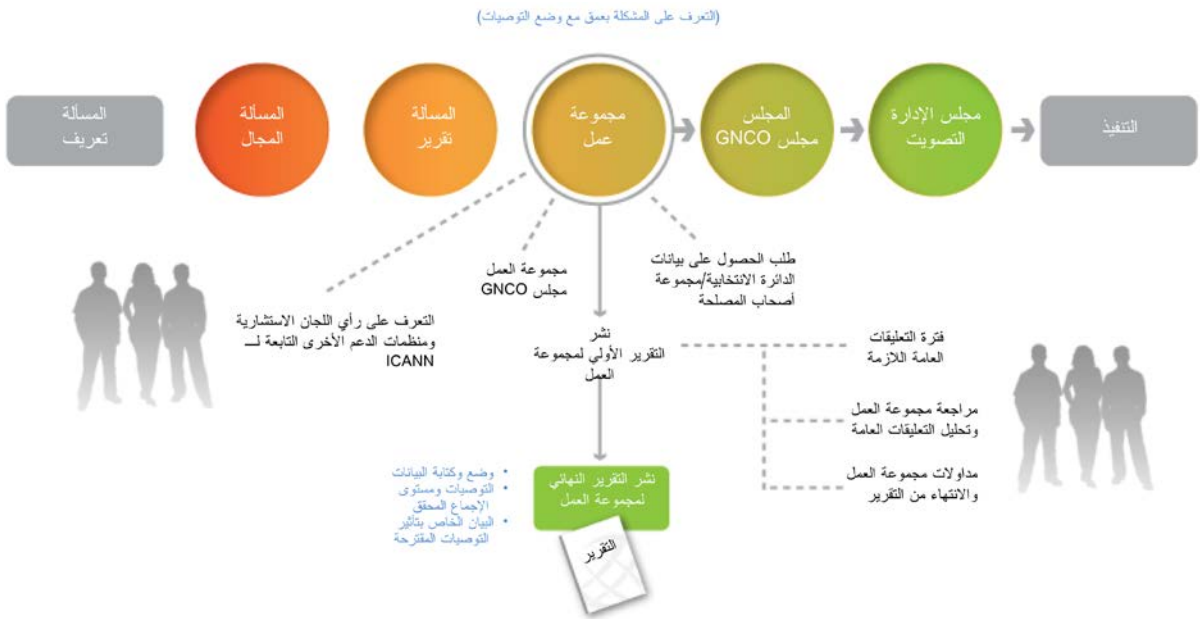 (التعرف على المشكلة بعمق مع وضع التوصيات)
المسألة
تعريف
المسألة
المجال
المسألة
تقرير
مجموعة
عمل
المجلس
مجلس GNCO
مجلس الإدارة
التصويت
التنفيذ
التعرف على رأي اللجان الاستشارية
ومنظمات الدعم الأخرى التابعة لـــ
ICANN
مجموعة العمل
مجلس GNCO
طلب الحصول على بيانات
الدائرة الانتخابية/مجموعة
أصحاب المصلحة
نشر
التقرير الأولي لمجموعة
العمل
فترة التعليقات
العامة اللازمة
مراجعة مجموعة العمل
وتحليل التعليقات العامة
مداولات مجموعة العمل
والانتهاء من التقرير
نشر التقرير النهائي
لمجموعة العمل
• وضع وكتابة البيانات
• التوصيات ومستوى
الإجماع المحقق
• البيان الخاص بتأثير
التوصيات المقترحة
التقرير